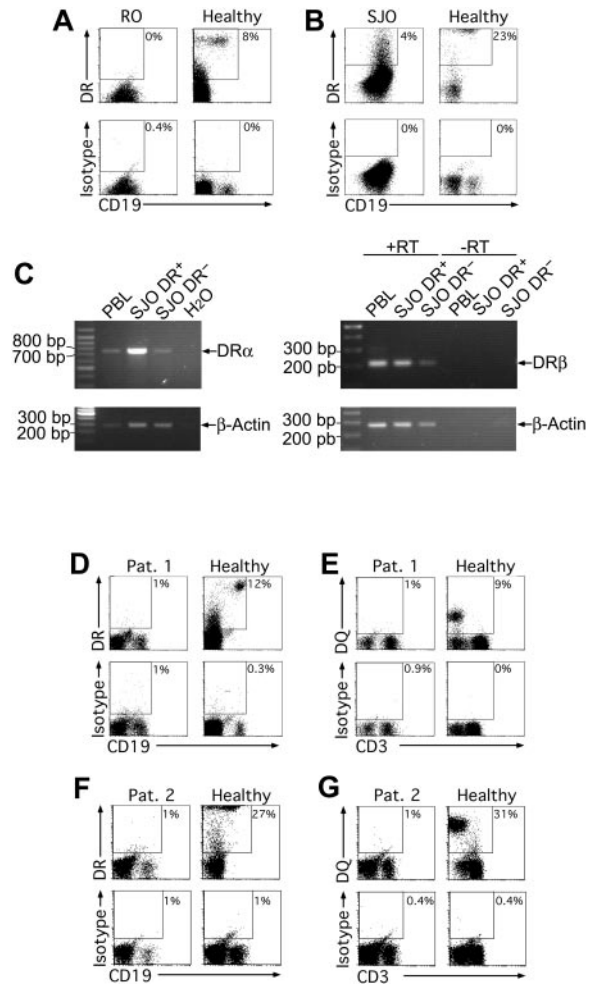 A RO Healthy
0% 8%
DR
0.4% 0%
Isotype
CD19
B SJO Healthy
4% 23%
DR
0% 0%
Isotype
CD19
C
PBL SJO DR+ SJO DR− H2O
800 bp
700 bp
DRα
300 bp
200 bp
β-Actin
+RT -RT
PBL SJO DR+ SJO DR− PBL SJO DR+ SJO DR−
300 bp
200 pb
DRβ
300 bp
200 pb
β-Actin
D Pat. 1 Healthy
1% 12%
DR
1% 0.3%
Isotype
CD19
E Pat. 1 Healthy
1% 9%
DQ
0.9% 0%
Isotype
CD3
F Pat. 2 Healthy
1% 27%
DR
1% 1%
Isotype
CD19
G Pat. 2 Healthy
1% 31%
DQ
0.4% 0.4%
Isotype
CD3